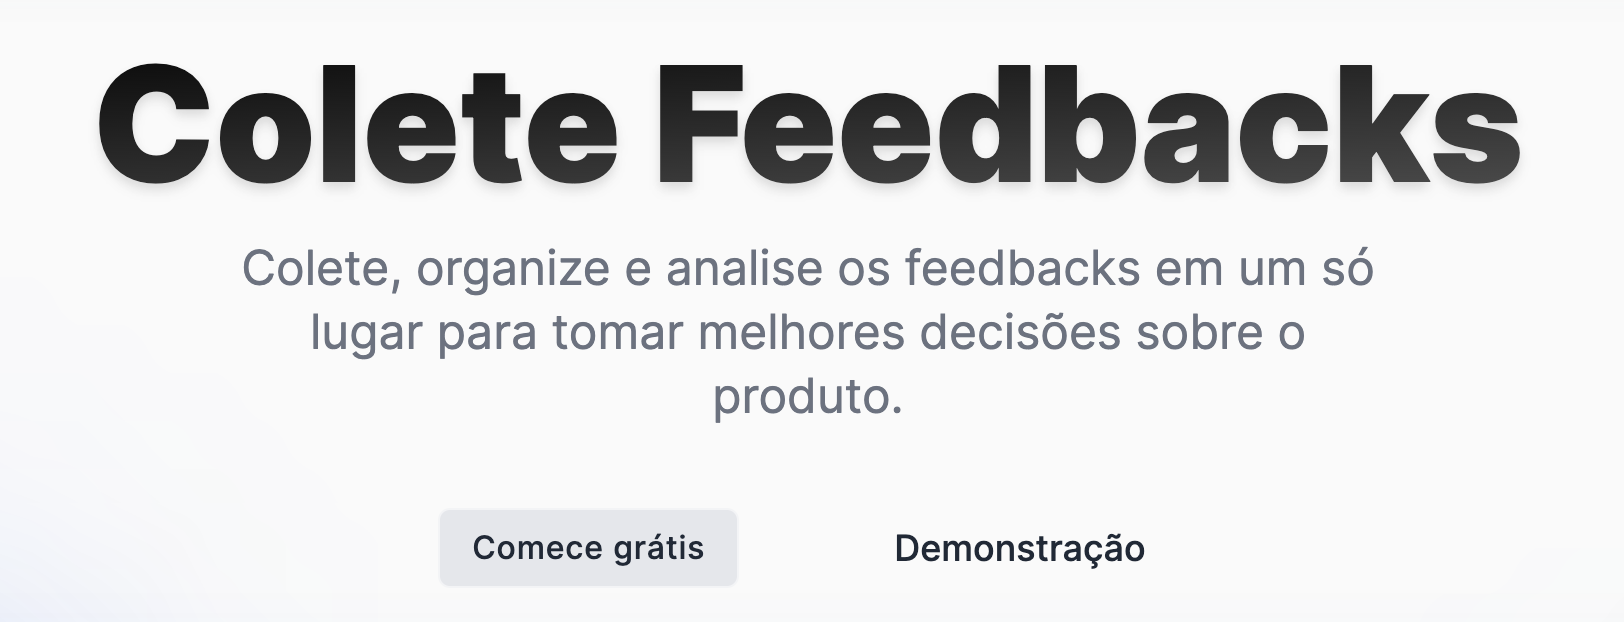 Colete Feedbacks
Colete, organize e analise os feedbacks em um só
lugar para tomar melhores decisões sobre o
produto.
Comece grátis
Demonstração